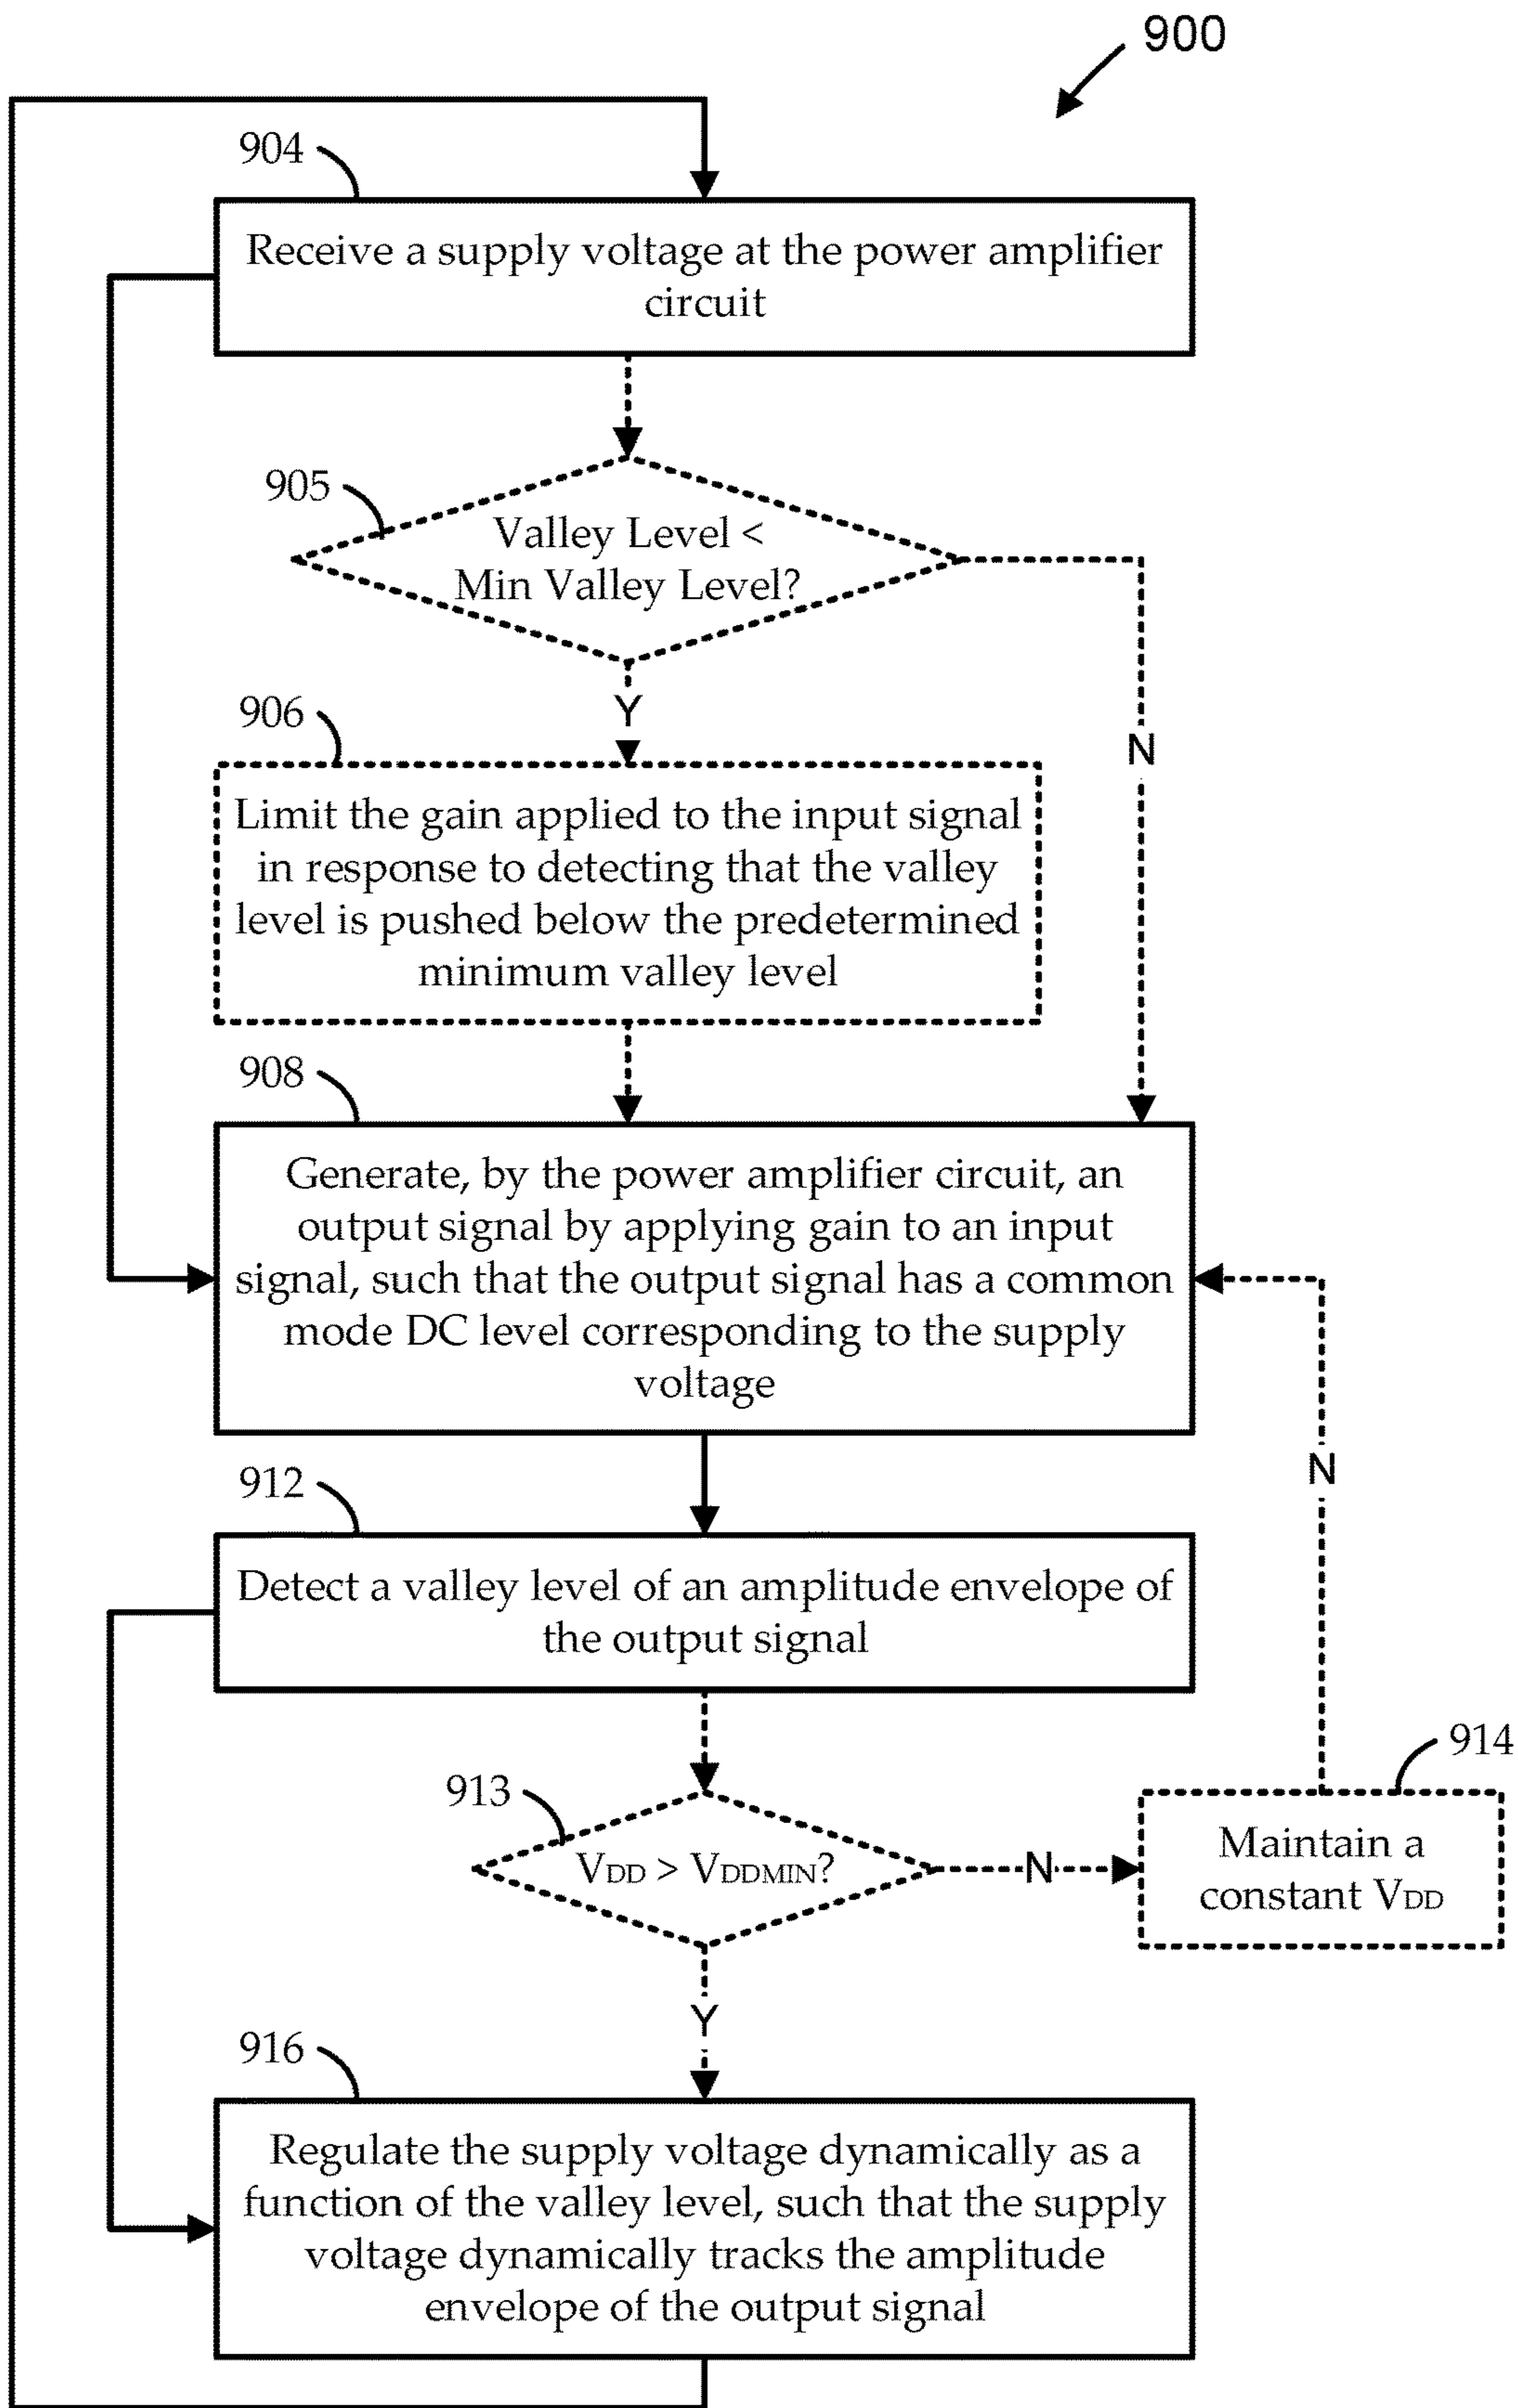 900
904
Receive a supply voltage at the power amplifier
circuit
905
Valley Level <
Min Valley Level?
Y
N
906
Limit the gain applied to the input signal
in response to detecting that the valley
level is pushed below the predetermined
minimum valley level
908
Generate, by the power amplifier circuit, an
output signal by applying gain to an input
signal, such that the output signal has a common
mode DC level corresponding to the supply
voltage
N
912
Detect a valley level of an amplitude envelope of
the output signal
913
VDD > VDDMIN?
N
914
Maintain a
constant VDD
Y
916
Regulate the supply voltage dynamically as a
function of the valley level, such that the supply
voltage dynamically tracks the amplitude
envelope of the output signal